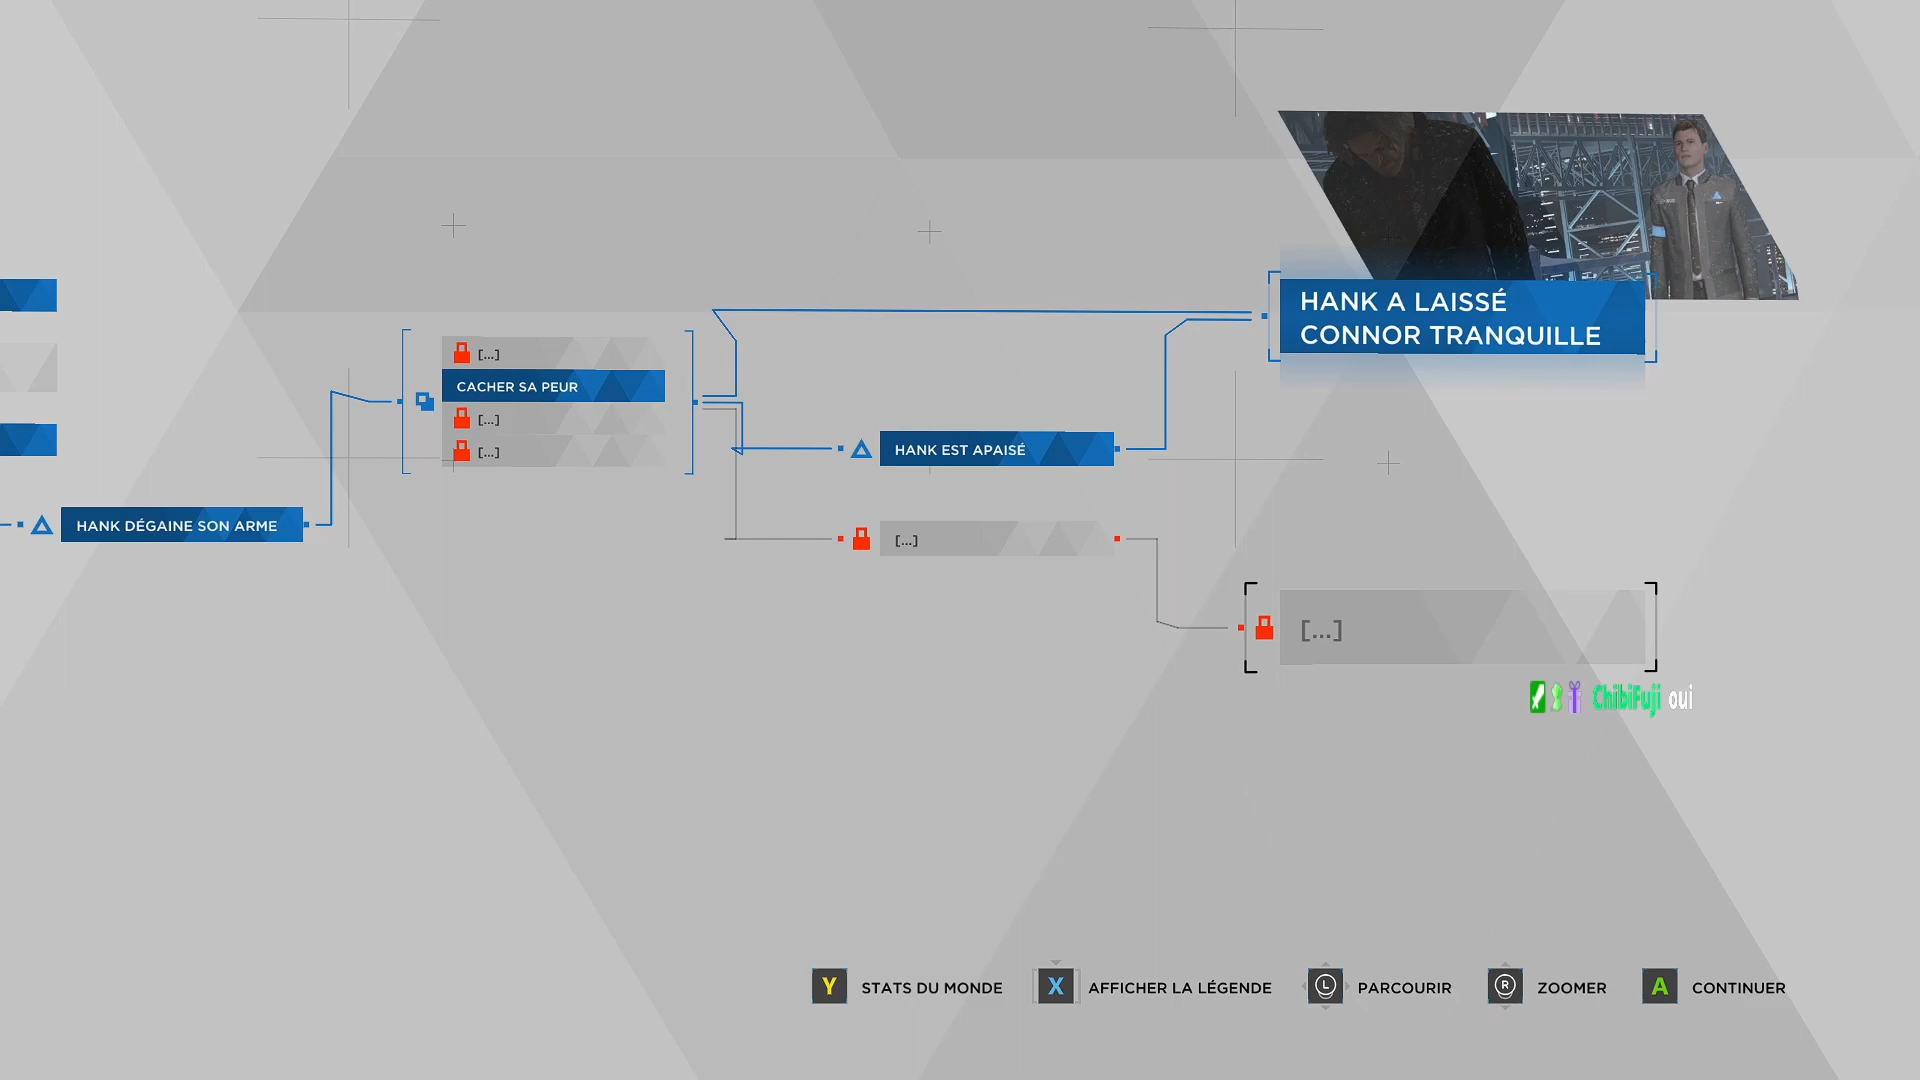 HANK A LAISSÉ
CONNOR TRANQUILLE
[...]
CACHER SA PEUR
[...]
[...]
HANK EST APAISÉ
HANK DÉGAINE SON ARME
[...]
[...]
ChibiFuji oui
Y STATS DU MONDE
X AFFICHER LA LÉGENDE
L PARCOURIR
R ZOOMER
A CONTINUER